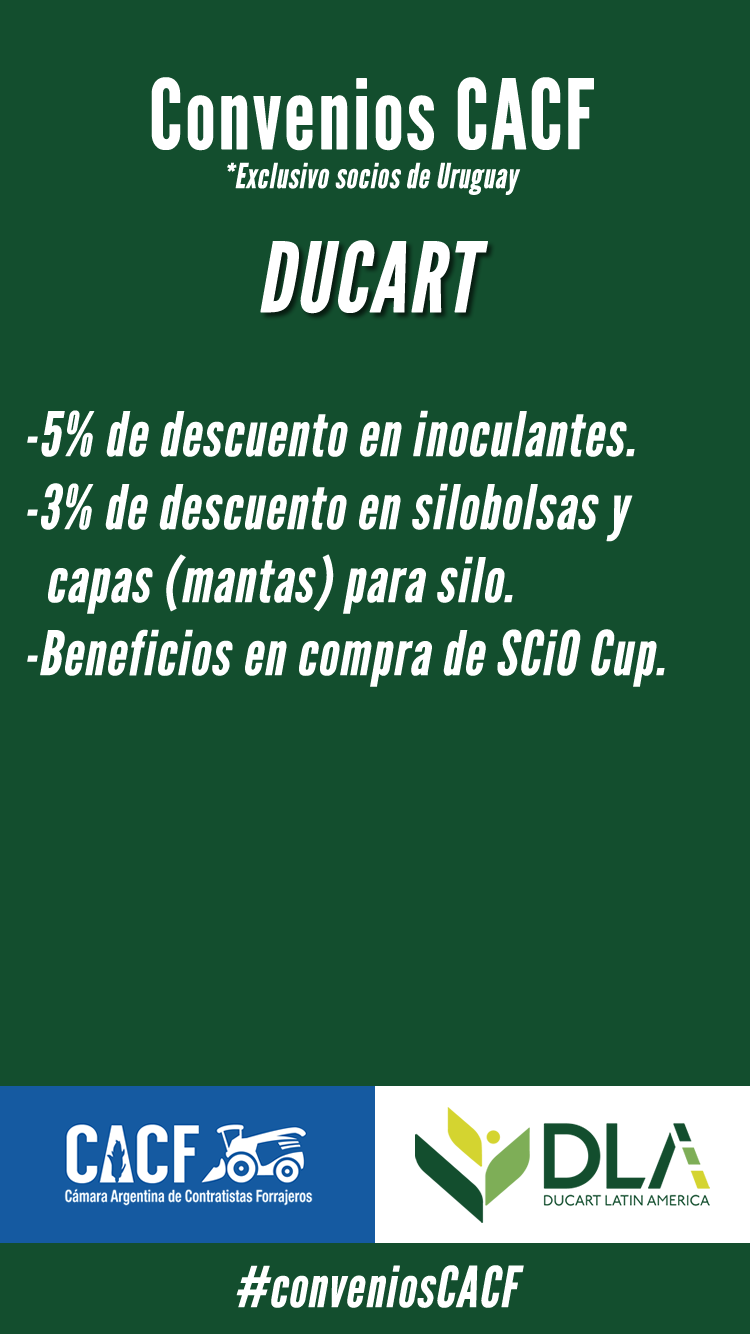 Convenios CACF
*Exclusivo socios de Uruguay
DUCART
-5% de descuento en inoculantes.
-3% de descuento en silobolsas y
capas (mantas) para silo.
-Beneficios en compra de SCiO Cup.
CACF
Cámara Argentina de Contratistas Forrajeros
DLA
DUCART LATIN AMERICA
#conveniosCACF